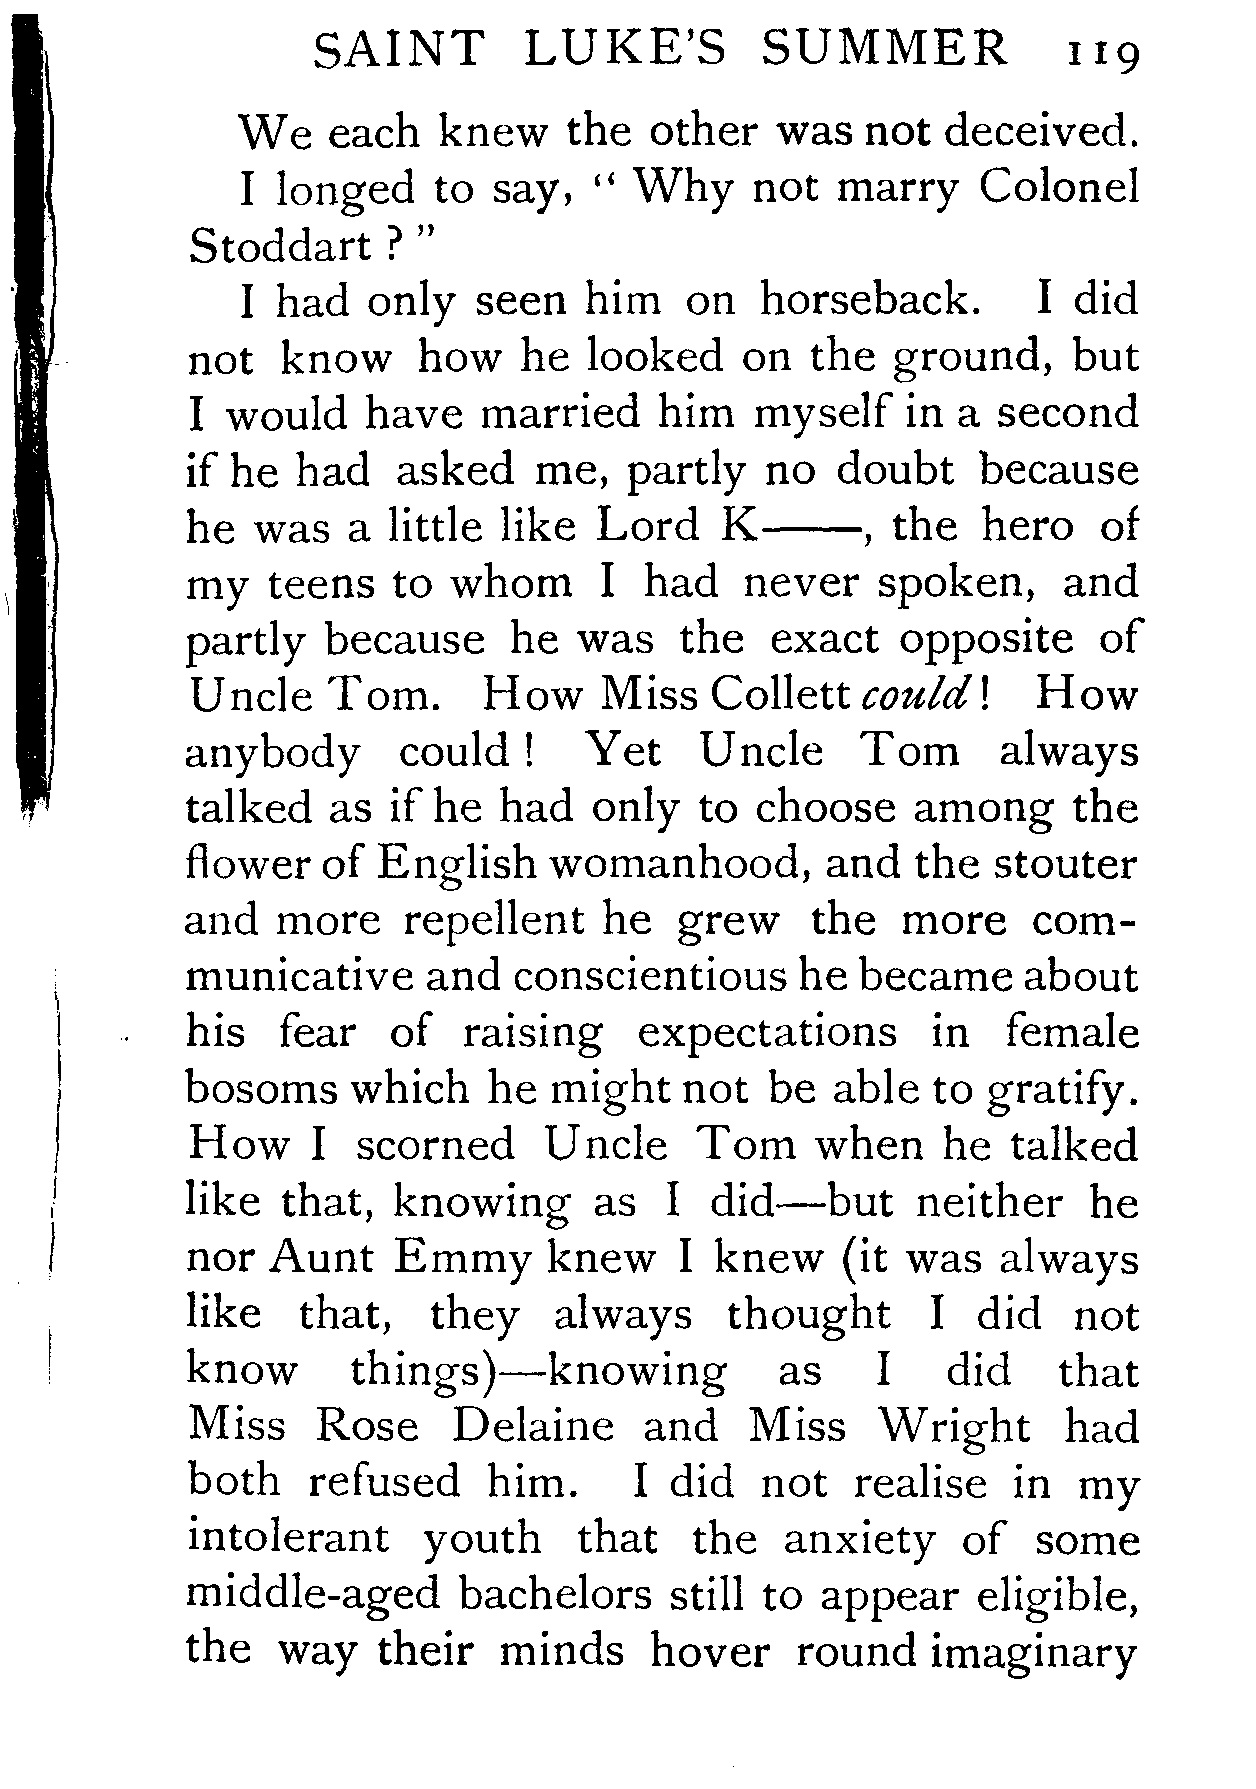 SAINT LUKE'S SUMMER 119
We each knew the other was not deceived.
I longed to say, “ Why not marry Colonel
Stoddart ? ”
I had only seen him on horseback. I did
not know how he looked on the ground, but
I would have married him myself in a second
if he had asked me, partly no doubt because
he was a little like Lord K——, the hero of
my teens to whom I had never spoken, and
partly because he was the exact opposite of
Uncle Tom. How Miss Collett could ! How
anybody could ! Yet Uncle Tom always
talked as if he had only to choose among the
flower of English womanhood, and the stouter
and more repellent he grew the more com-
municative and conscientious he became about
his fear of raising expectations in female
bosoms which he might not be able to gratify.
How I scorned Uncle Tom when he talked
like that, knowing as I did—but neither he
nor Aunt Emmy knew I knew (it was always
like that, they always thought I did not
know things)—knowing as I did that
Miss Rose Delaine and Miss Wright had
both refused him. I did not realise in my
intolerant youth that the anxiety of some
middle-aged bachelors still to appear eligible,
the way their minds hover round imaginary